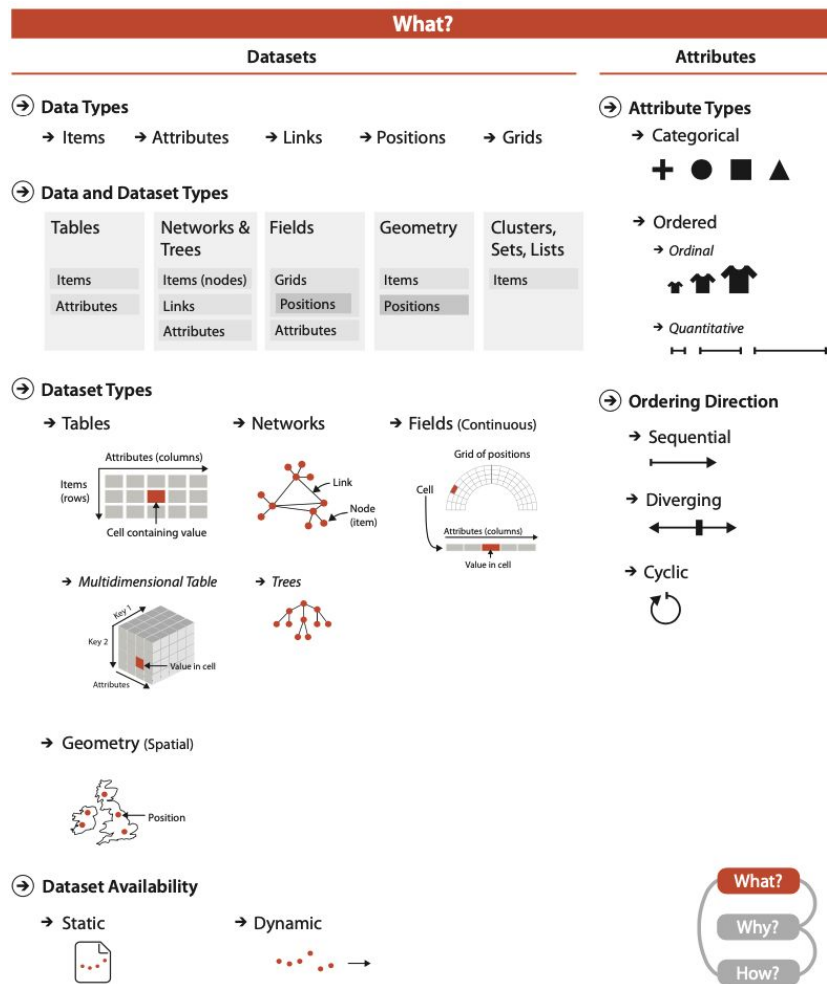 What?
Datasets
Attributes
Data Types
Items
Attributes
Links
Positions
Grids
Data and Dataset Types
Tables
Items
Attributes
Networks &
Trees
Items (nodes)
Links
Attributes
Fields
Grids
Positions
Attributes
Geometry
Items
Positions
Clusters,
Sets, Lists
Items
Dataset Types
Tables
Attributes (columns)
Items
(rows)
Cell containing value
Networks
Link
Node
(item)
Fields (Continuous)
Grid of positions
Cell
Attributes (columns)
Value in cell
Multidimensional Table
Key 1
Key 2
Value in cell
Attributes
Trees
Geometry (Spatial)
Position
Dataset Availability
Static
Dynamic
Attribute Types
Categorical
Ordered
Ordinal
Quantitative
Ordering Direction
Sequential
Diverging
Cyclic
What?
Why?
How?